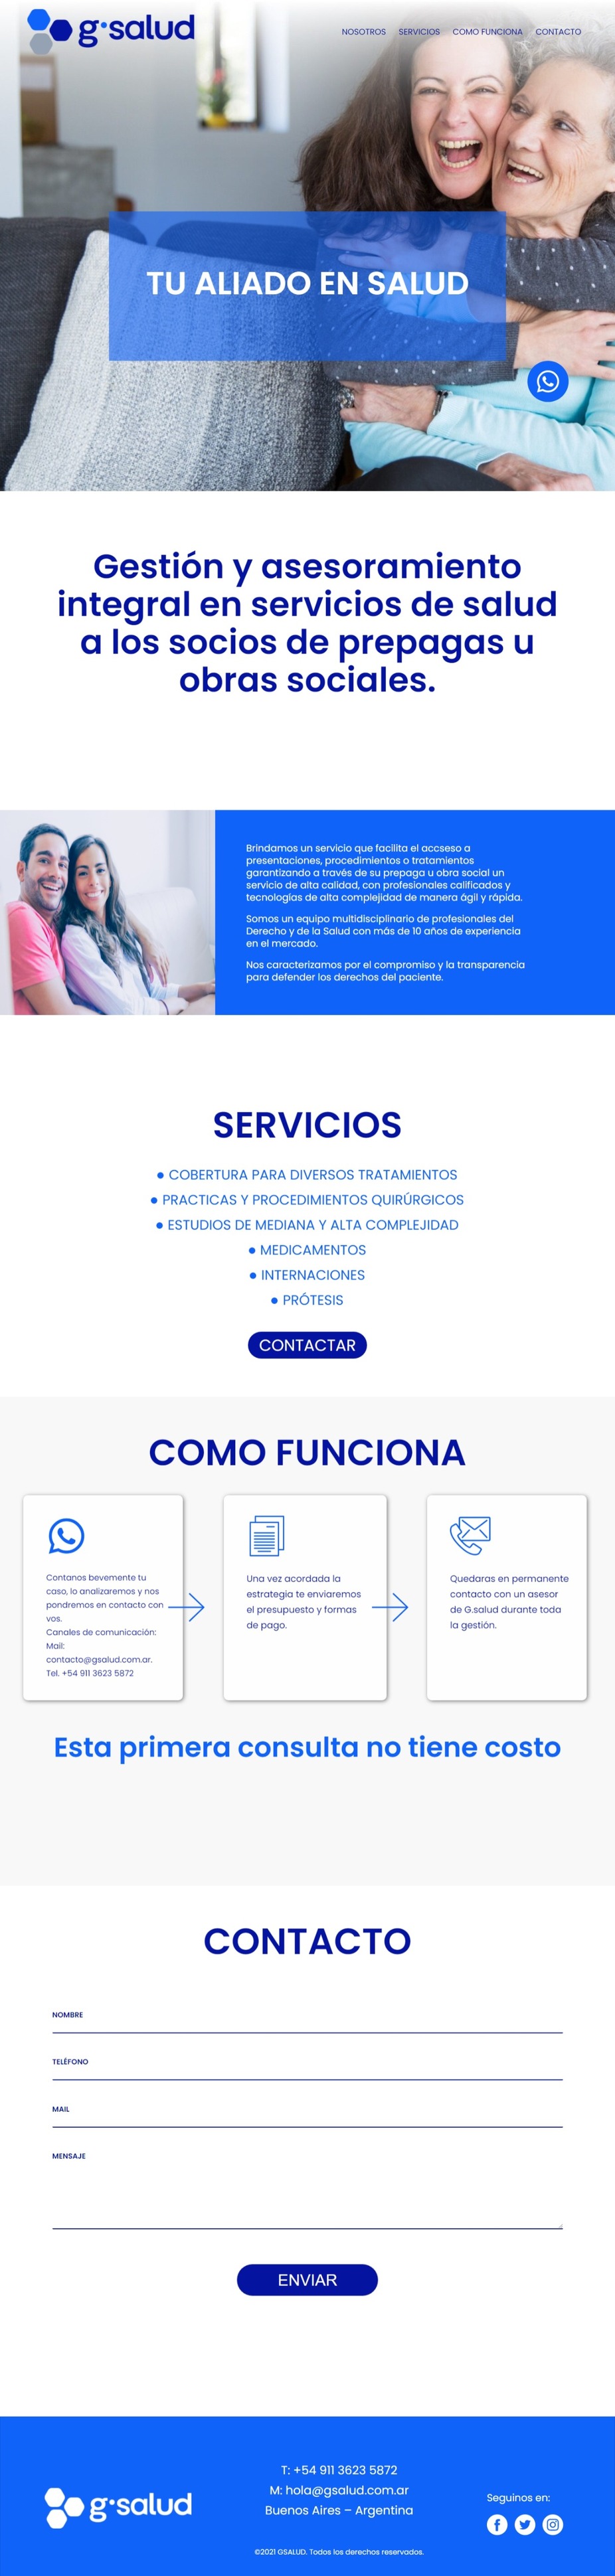 g·salud
NOSOTROS SERVICIOS COMO FUNCIONA CONTACTO
TU ALIADO EN SALUD
Gestión y asesoramiento
integral en servicios de salud
a los socios de prepagas u
obras sociales.
Brindamos un servicio que facilita el accseso a
presentaciones, procedimientos o tratamientos
garantizando a través de su prepaga u obra social un
servicio de alta calidad, con profesionales calificados y
tecnologías de alta complejidad de manera ágil y rápida.
Somos un equipo multidisciplinario de profesionales del
Derecho y de la Salud con más de 10 años de experiencia
en el mercado.
Nos caracterizamos por el compromiso y la transparencia
para defender los derechos del paciente.
SERVICIOS
● COBERTURA PARA DIVERSOS TRATAMIENTOS
● PRACTICAS Y PROCEDIMIENTOS QUIRÚRGICOS
● ESTUDIOS DE MEDIANA Y ALTA COMPLEJIDAD
● MEDICAMENTOS
● INTERNACIONES
● PRÓTESIS
CONTACTAR
COMO FUNCIONA
Contanos bevemente tu
caso, lo analizaremos y nos
pondremos en contacto con
vos.
Canales de comunicación:
Mail:
contacto@gsalud.com.ar.
Tel. +54 911 3623 5872
Una vez acordada la
estrategia te enviaremos
el presupuesto y formas
de pago.
Quedaras en permanente
contacto con un asesor
de G.salud durante toda
la gestión.
Esta primera consulta no tiene costo
CONTACTO
NOMBRE
TELÉFONO
MAIL
MENSAJE
ENVIAR
g·salud
T: +54 911 3623 5872
M: hola@gsalud.com.ar
Buenos Aires – Argentina
©2021 GSALUD. Todos los derechos reservados.
Seguinos en: